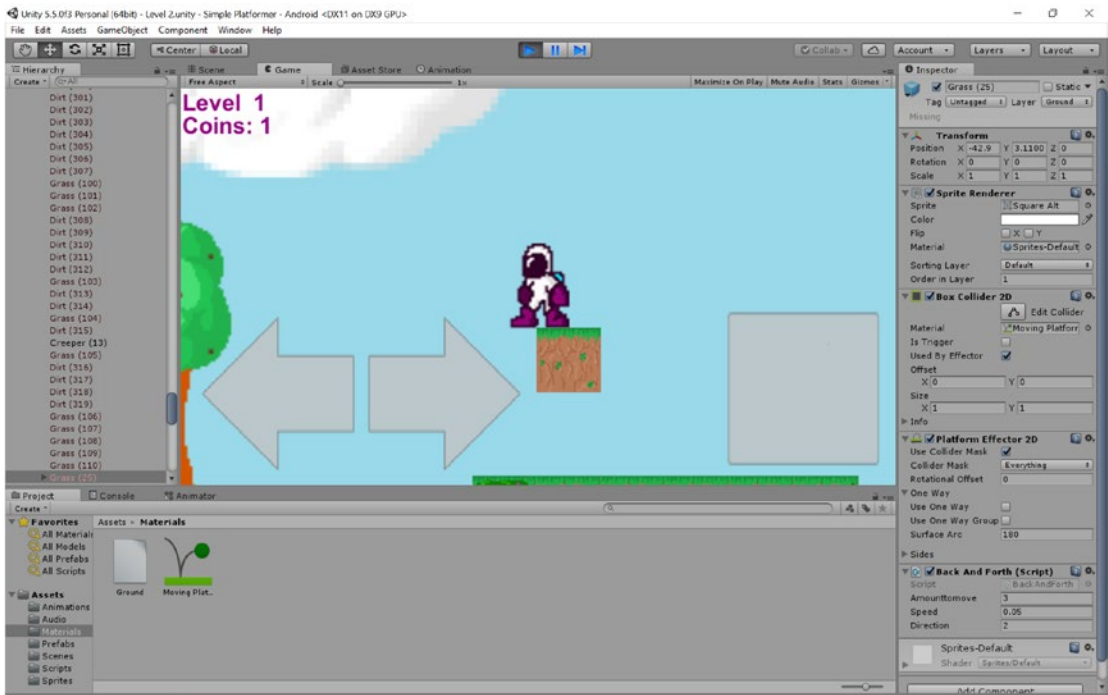 Unity 5.5.0f3 Personal (64bit) - Level 2.unity - Simple Platformer - Android <DX11 on DX9 GPU>
File Edit Assets GameObject Component Window Help
Center Local
Collab Account Layers Layout
Hierarchy
Create All
Dirt (301)
Dirt (302)
Dirt (303)
Dirt (304)
Dirt (305)
Dirt (306)
Dirt (307)
Grass (100)
Grass (101)
Grass (102)
Dirt (308)
Dirt (309)
Dirt (310)
Dirt (311)
Dirt (312)
Grass (103)
Dirt (313)
Dirt (314)
Grass (104)
Dirt (315)
Creeper (13)
Grass (105)
Dirt (316)
Dirt (317)
Dirt (318)
Dirt (319)
Grass (106)
Grass (107)
Grass (108)
Grass (109)
Grass (110)
Grass (25)
Scene Game Asset Store Animation
Free Aspect Scale 1x Maximize On Play Mute Audio Stats Gizmos
Level 1
Coins: 1
Inspector
Grass (25) Static
Tag Untagged Layer Ground
Missing
Transform
Position X -42.9 Y 3.1100 Z 0
Rotation X 0 Y 0 Z 0
Scale X 1 Y 1 Z 1
Sprite Renderer
Sprite Square Alt
Color
Flip X Y
Material Sprites-Default
Sorting Layer Default
Order in Layer 1
Box Collider 2D
Edit Collider
Material Moving Platforr
Is Trigger
Used By Effector
Offset
X 0 Y 0
Size
X 1 Y 1
Info
Platform Effector 2D
Use Collider Mask
Collider Mask Everything
Rotational Offset 0
One Way
Use One Way
Use One Way Group
Surface Arc 180
Sides
Back And Forth (Script)
Script BackAndForth
Amounttomove 3
Speed 0.05
Direction 2
Sprites-Default
Shader Sprites/Default
Add Component
Project Console Animator
Create
Favorites
All Material
All Models
All Prefabs
All Scripts
Assets
Animations
Audio
Materials
Prefabs
Scenes
Scripts
Sprites
Assets Materials
Ground Moving Plat...